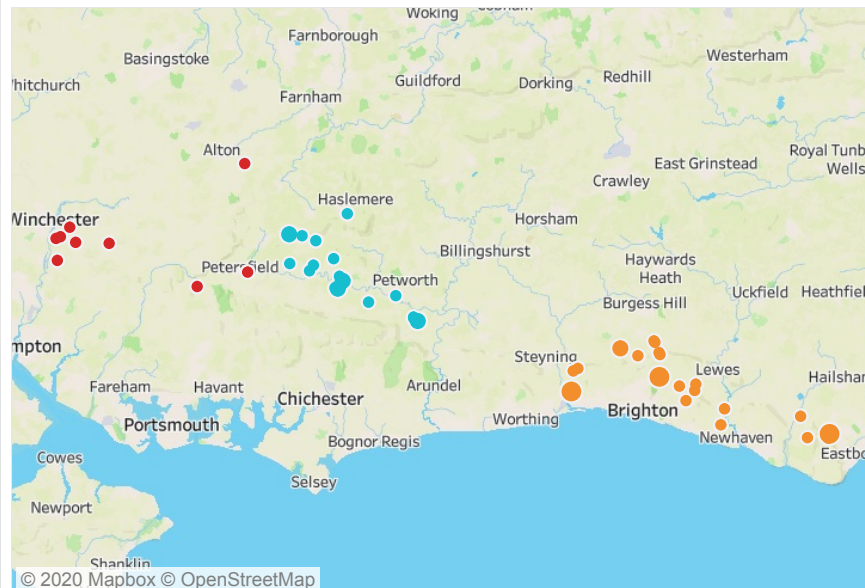 Woking
Cobham
Farnborough
Basingstoke
Westerham
Whitchurch
Guildford
Dorking
Redhill
Farnham
Alton
Royal Tunb
Wells
East Grinstead
Crawley
Haslemere
Winchester
Horsham
Billingshurst
Haywards
Heath
Petersfield
Petworth
Uckfield
Heathfiel
Burgess Hill
mpton
Steyning
Lewes
Hailsham
Fareham
Havant
Arundel
Chichester
Brighton
Worthing
Portsmouth
Bognor Regis
Newhaven
Eastbo
Cowes
Selsey
Newport
Shanklin
© 2020 Mapbox © OpenStreetMap